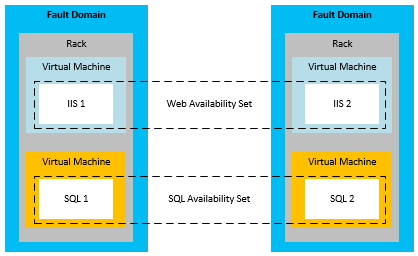 Fault Domain
Fault Domain
Rack
Rack
Virtual Machine
Virtual Machine
IIS 1
Web Availability Set
IIS 2
Virtual Machine
Virtual Machine
SQL 1
SQL Availability Set
SQL 2